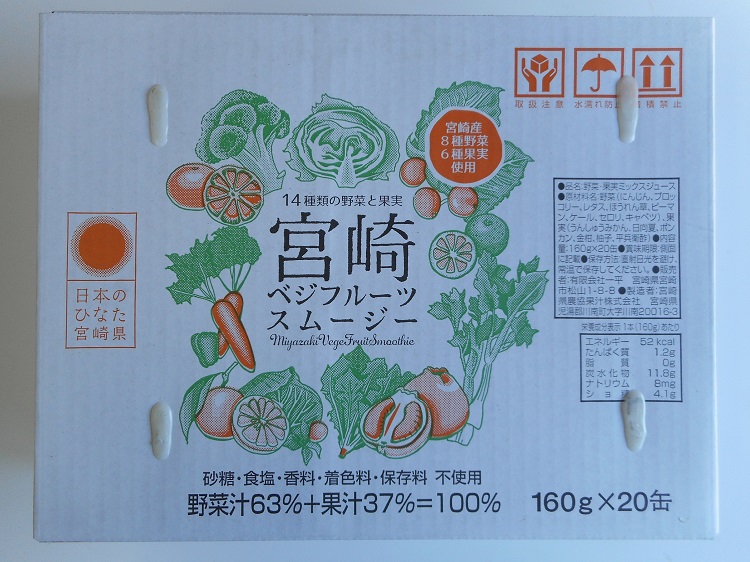 取扱注意
水濡れ防止
積禁止
宮崎産
8種野菜
6種果実
使用
14種類の野菜と果実
宮崎
ベジフルーツ
スムージー
Miyazaki Vege Fruit Smoothie
日本の
ひなた
宮崎県
●品名:野菜・果実ミックスジュース
●原材料名:野菜(にんじん、ブロッ
コリー、レタス、ほうれん草、ピーマ
ン、ケール、セロリ、キャベツ)、果
実(うんしゅうみかん、日向夏、ポン
カン、金柑、柚子、平兵衛酢)●内容
量:160g×20缶●賞味期限:側面
に記載●保存方法:直射日光を避け、
常温で保存してください。●販売
者:有限会社一平 宮崎県宮崎
市松山1-8-8●製造者:宮崎
県農協果汁株式会社 宮崎県
児湯郡川南町大字川南20016-3
栄養成分表示 1本(160g)あたり
エネルギー 52kcal
たんぱく質 1.2g
脂質 0g
炭水化物 11.8g
ナトリウム 8mg
ショ糖 4.1g
砂糖・食塩・香料・着色料・保存料 不使用
野菜汁63%+果汁37%=100%
160g×20缶